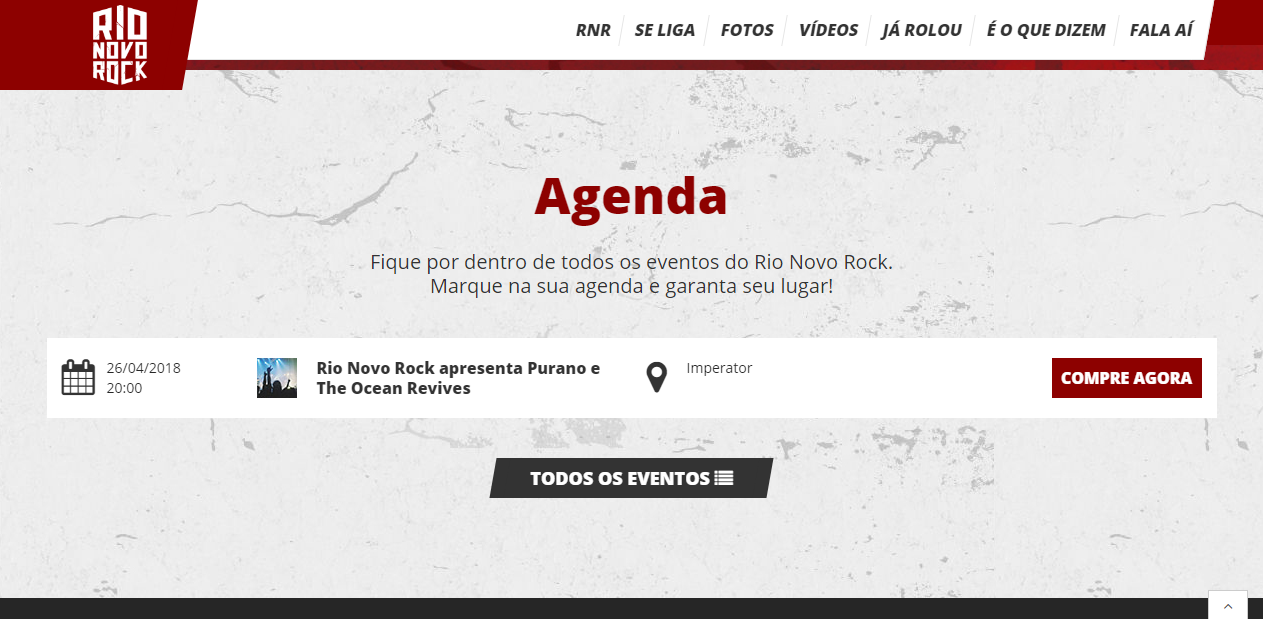 RIO
NOVO
ROCK
RNR
SE LIGA
FOTOS
VÍDEOS
JÁ ROLOU
É O QUE DIZEM
FALA AÍ
Agenda
Fique por dentro de todos os eventos do Rio Novo Rock.
Marque na sua agenda e garanta seu lugar!
26/04/2018
20:00
Rio Novo Rock apresenta Purano e
The Ocean Revives
Imperator
COMPRE AGORA
TODOS OS EVENTOS